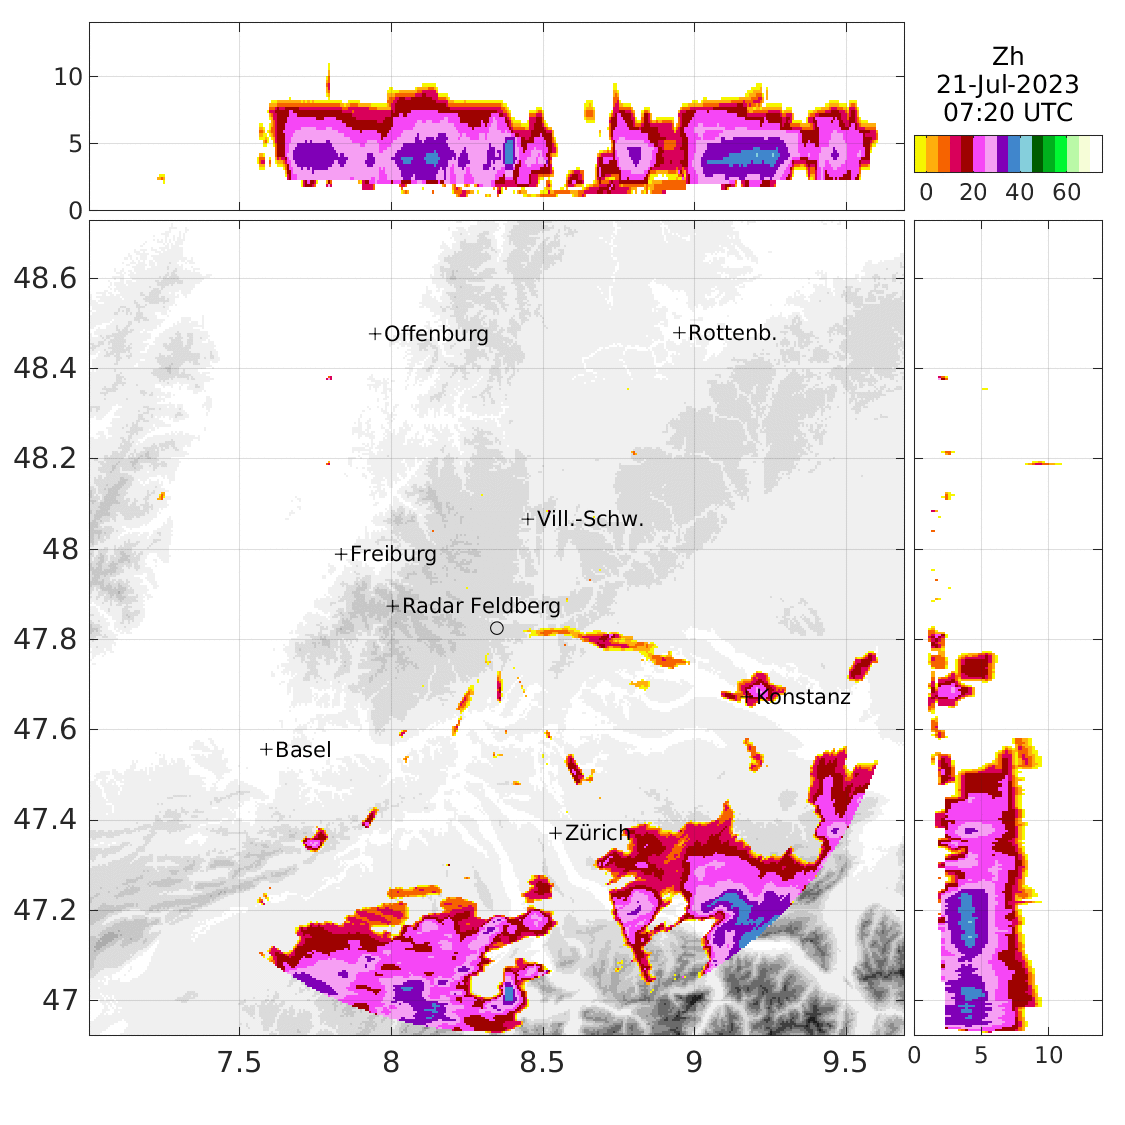 10
5
0
Zh
21-Jul-2023
07:20 UTC
0 20 40 60
48.6
48.4
48.2
48
47.8
47.6
47.4
47.2
47
+Offenburg
+Rottenb.
+Vill.-Schw.
+Freiburg
+Radar Feldberg
+Konstanz
+Basel
+Zürich
7.5 8 8.5 9 9.5
0 5 10